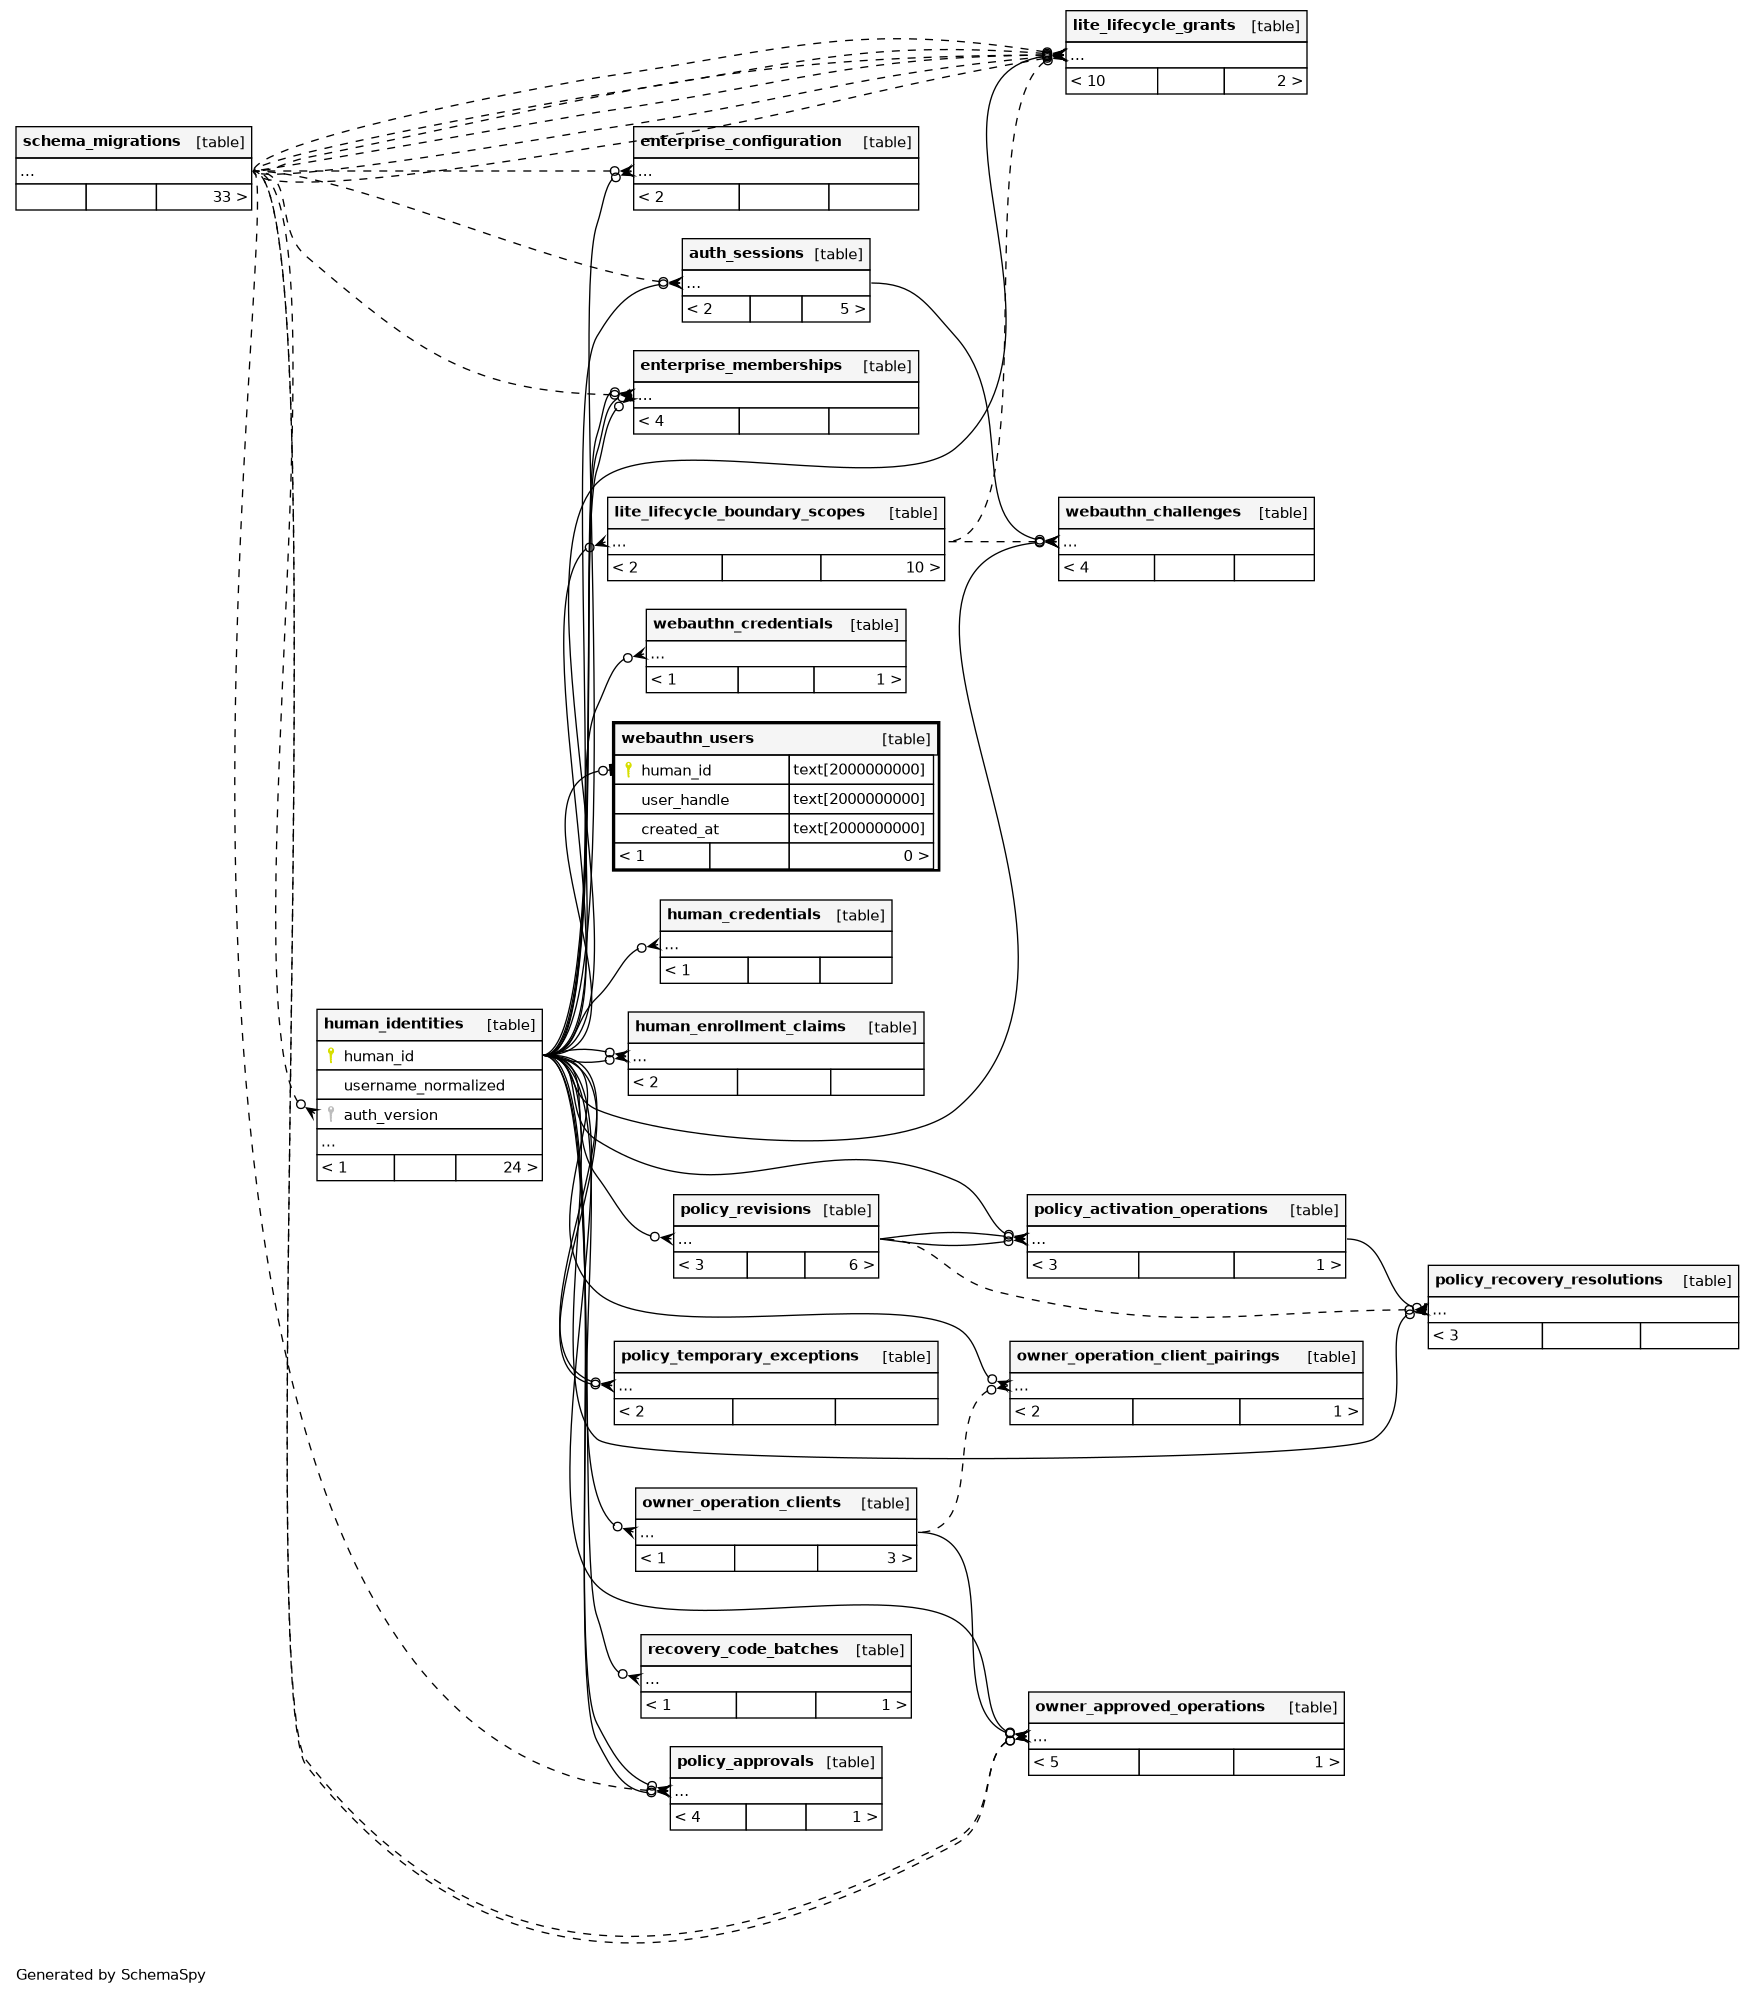 lite_lifecycle_grants [table]
...
< 10 2 >
schema_migrations [table]
...
33 >
enterprise_configuration [table]
...
< 2
auth_sessions [table]
...
< 2 5 >
enterprise_memberships [table]
...
< 4
lite_lifecycle_boundary_scopes [table]
...
< 2 10 >
webauthn_challenges [table]
...
< 4
webauthn_credentials [table]
...
< 1 1 >
webauthn_users [table]
human_id text[2000000000]
user_handle text[2000000000]
created_at text[2000000000]
< 1 0 >
human_credentials [table]
...
< 1
human_identities [table]
human_id
username_normalized
auth_version
...
< 1 24 >
human_enrollment_claims [table]
...
< 2
policy_revisions [table]
...
< 3 6 >
policy_activation_operations [table]
...
< 3 1 >
policy_recovery_resolutions [table]
...
< 3
policy_temporary_exceptions [table]
...
< 2
owner_operation_client_pairings [table]
...
< 2 1 >
owner_operation_clients [table]
...
< 1 3 >
recovery_code_batches [table]
...
< 1 1 >
owner_approved_operations [table]
...
< 5 1 >
policy_approvals [table]
...
< 4 1 >
Generated by SchemaSpy